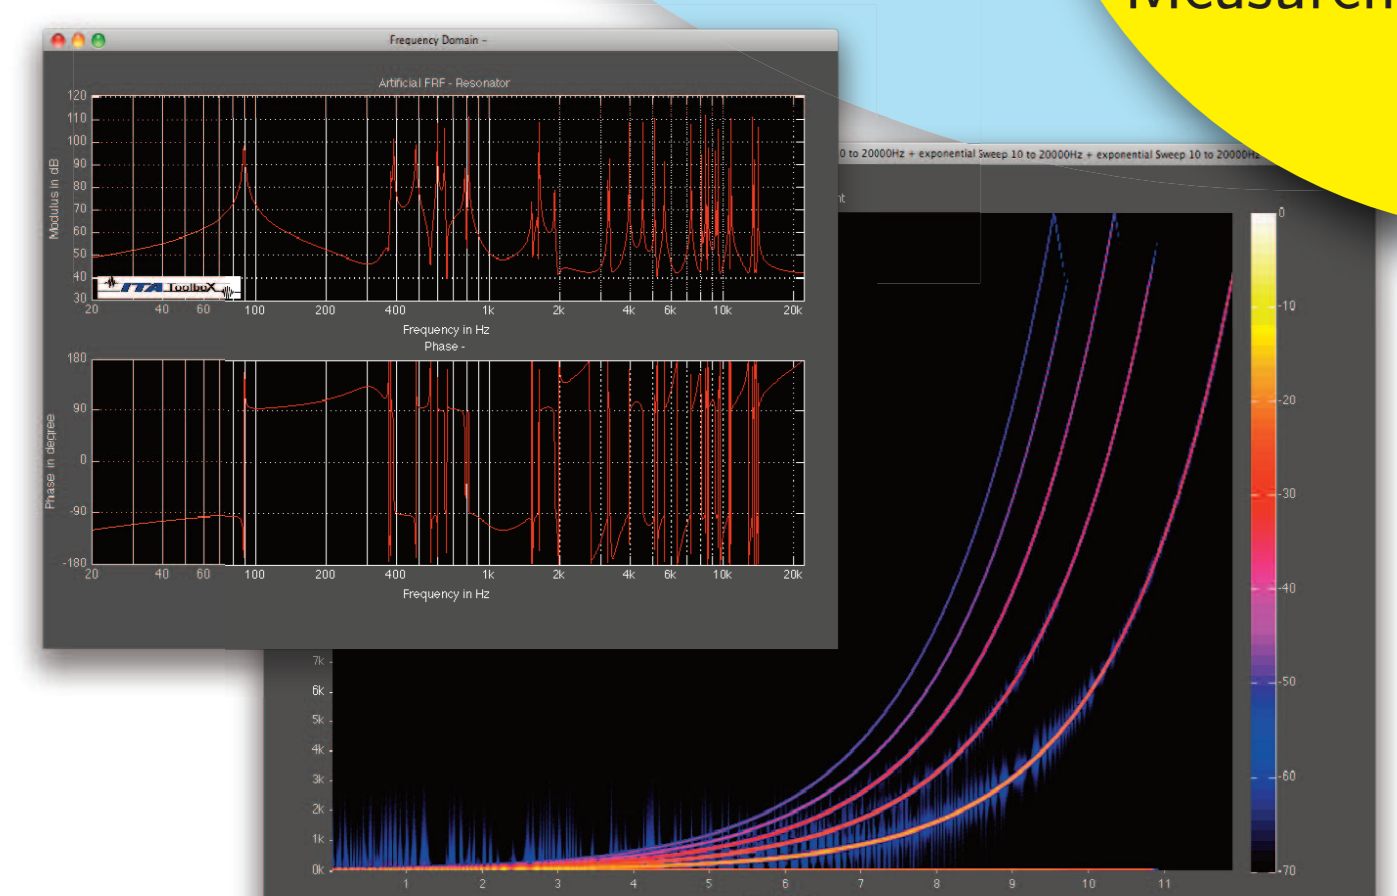 Measurem
Frequency Domain -
Artificial FRF - Resonator
Modulus in dB
120
110
100
90
80
70
60
50
40
30
ITA ToolboX
20 40 60 100 200 400 1k 2k 4k 6k 10k 20k
Frequency in Hz
Phase -
Phase in degree
180
90
0
-90
-180
20 40 60 100 200 400 1k 2k 4k 6k 10k 20k
Frequency in Hz
0 to 20000Hz + exponential Sweep 10 to 20000Hz + exponential Sweep 10 to 20000Hz
nt
7k
6k
5k
4k
3k
2k
1k
0k
1 2 3 4 5 6 7 8 9 10 11
0
-10
-20
-30
-40
-50
-60
-70